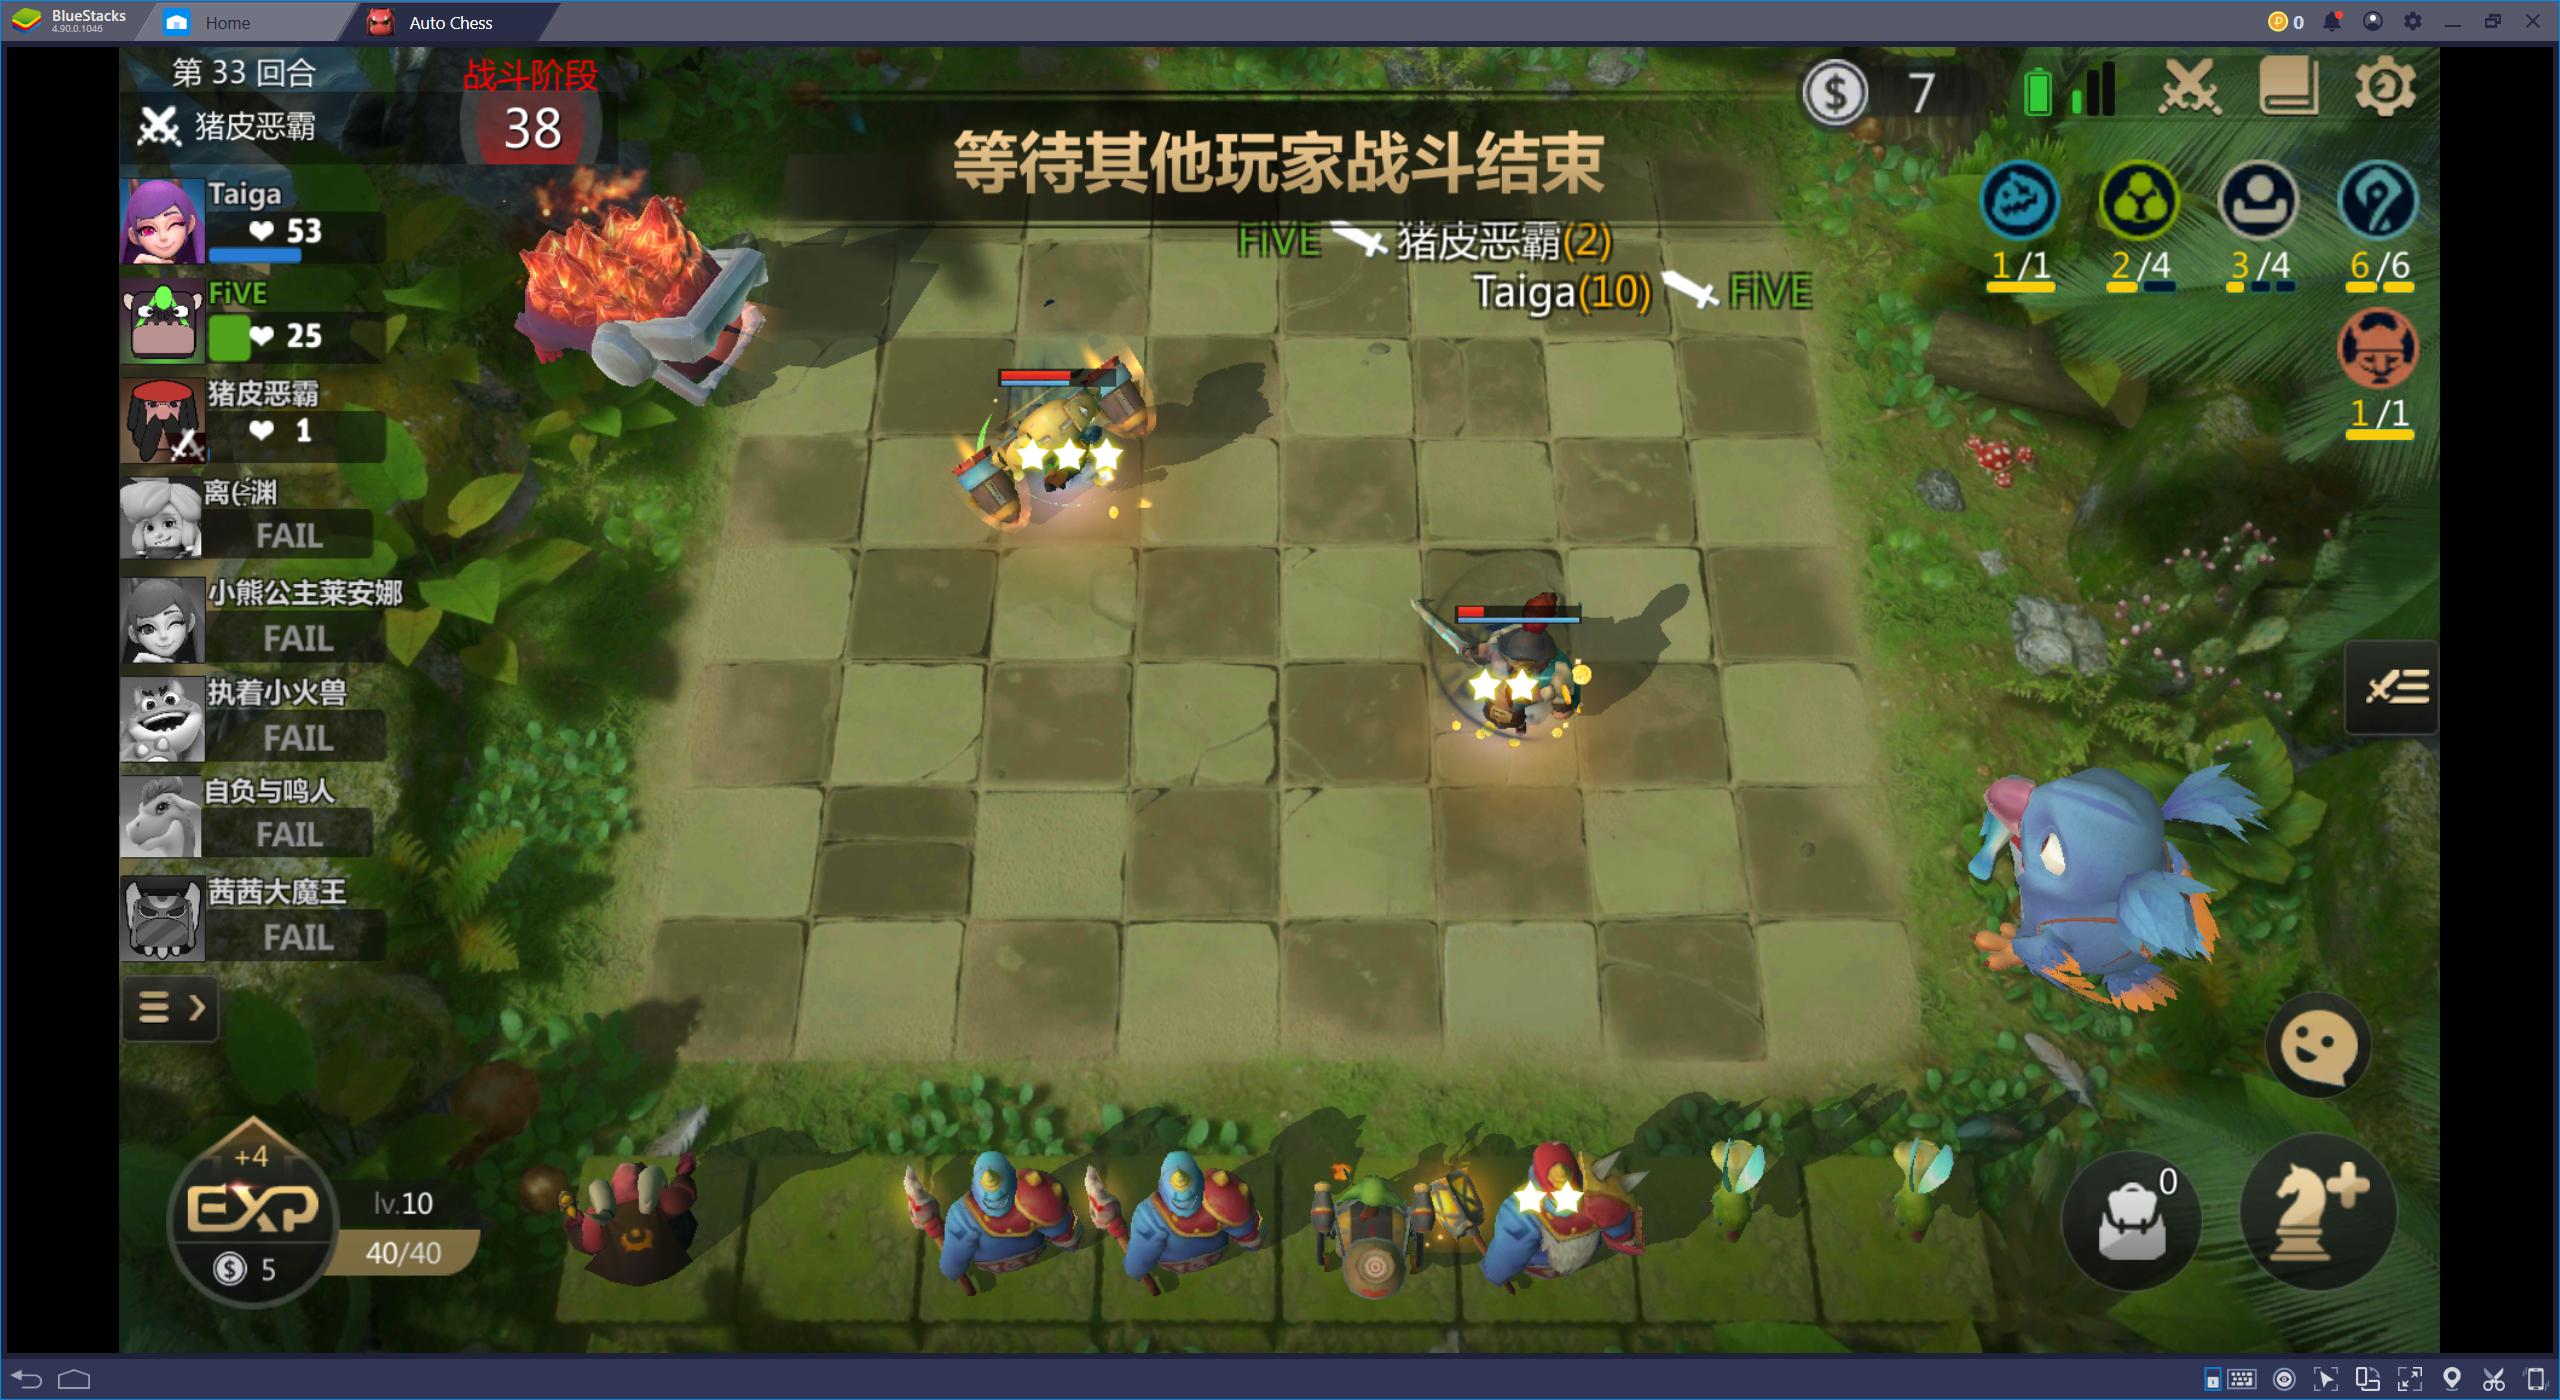 BlueStacks
4.90.0.1046
Home
Auto Chess
0
第 33 回合
战斗阶段
猪皮恶霸
38
等待其他玩家战斗结束
7
FiVE 猪皮恶霸(2)
Taiga(10) FiVE
1/1
2/4
3/4
6/6
1/1
Taiga
53
FiVE
25
猪皮恶霸
1
FAIL
小熊公主莱安娜
FAIL
执着小火兽
FAIL
自负与鸣人
FAIL
茜茜大魔王
FAIL
+4
EXP
5
lv.10
40/40
0